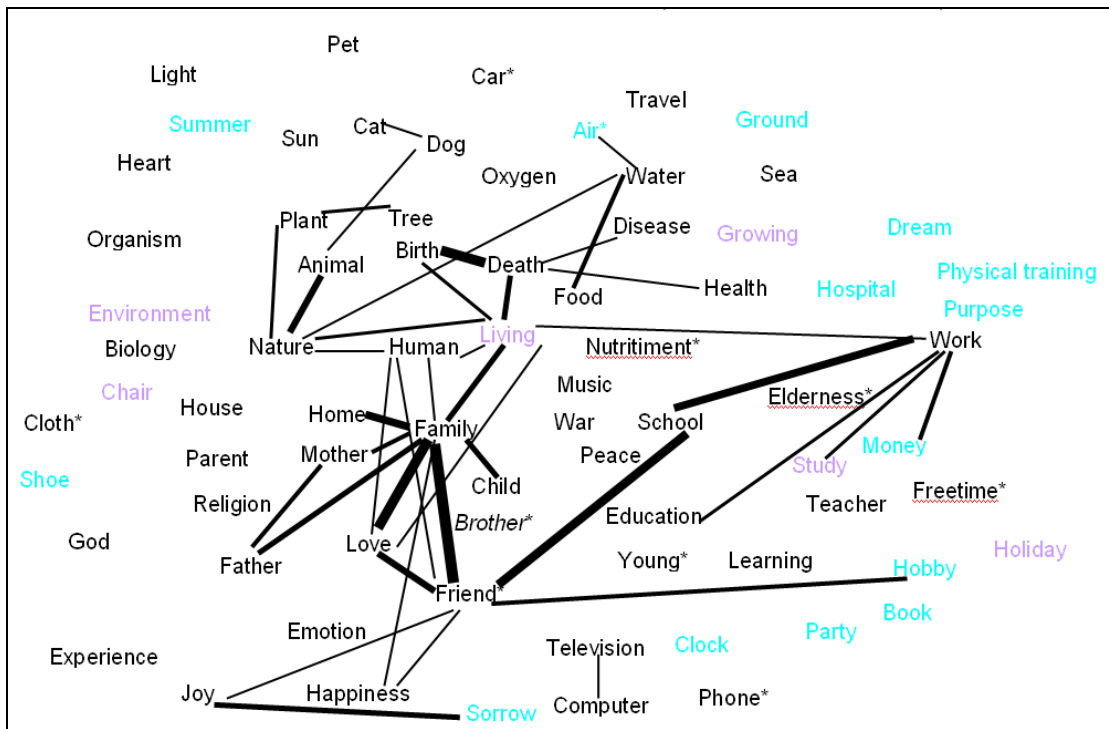 Pet
Light
Car*
Travel
Summer
Air*
Ground
Sun
Cat
Dog
Heart
Oxygen
Water
Sea
Plant
Tree
Disease
Growing
Dream
Organism
Birth
Animal
Death
Physical training
Food
Health
Hospital
Purpose
Environment
Living
Work
Biology
Nature
Human
Nutritiment*
Chair
Music
Elderness*
House
Home
Cloth*
Family
War
School
Money
Parent
Mother
Peace
Study
Shoe
Child
Teacher
Freetime*
Religion
Brother*
Education
God
Love
Father
Young*
Learning
Holiday
Hobby
Friend*
Book
Emotion
Party
Experience
Television
Clock
Joy
Happiness
Computer
Phone*
Sorrow